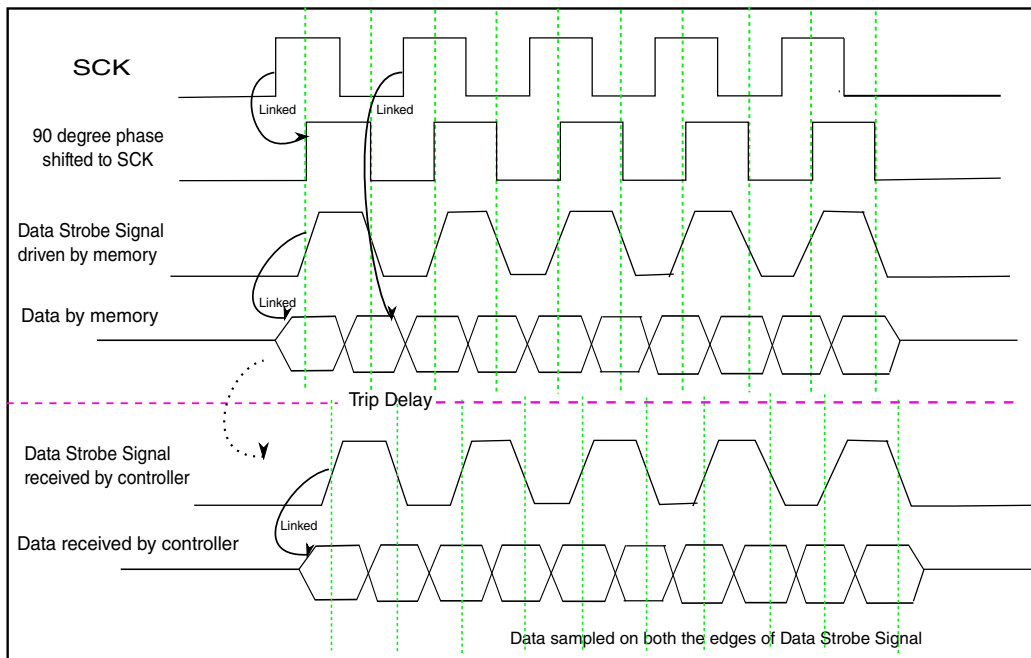 SCK
Linked
Linked
90 degree phase
shifted to SCK
Data Strobe Signal
driven by memory
Linked
Data by memory
Trip Delay
Data Strobe Signal
received by controller
Linked
Data received by controller
Data sampled on both the edges of Data Strobe Signal